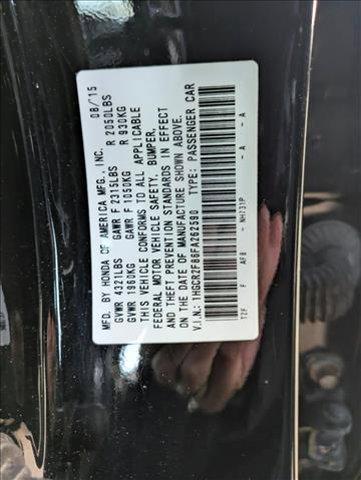 MFD. BY HONDA OF AMERICA MFG., INC. 08/15
GVWR 4321LBS GAWR F 2315LBS R 2050LBS
GVWR 1960KG GAWR F 1050KG R 930KG
THIS VEHICLE CONFORMS TO ALL APPLICABLE
FEDERAL MOTOR VEHICLE SAFETY, BUMPER,
AND THEFT PREVENTION STANDARDS IN EFFECT
ON THE DATE OF MANUFACTURE SHOWN ABOVE.
V.I.N.: 1HGCR2F86FA262390 TYPE: PASSENGER CAR
T2F F AF8 - NH731P - A - A